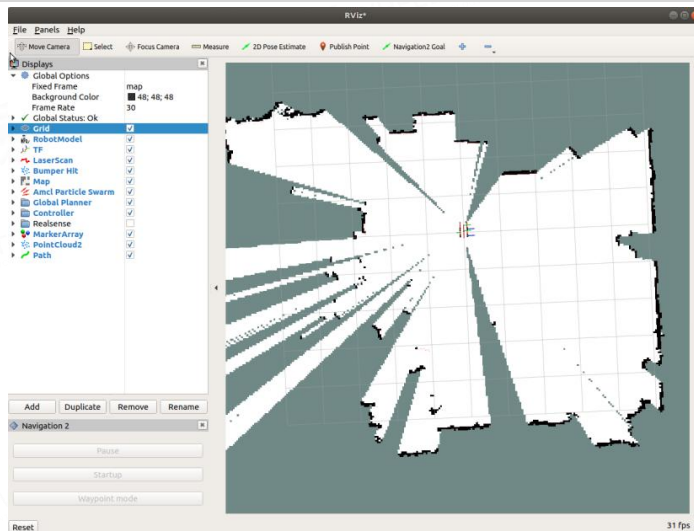 RViz*
File Panels Help
Move Camera Select Focus Camera Measure 2D Pose Estimate Publish Point Navigation2 Goal
Displays
Global Options
Fixed Frame map
Background Color 48; 48; 48
Frame Rate 30
Global Status: Ok
Grid
RobotModel
TF
LaserScan
Bumper Hit
Map
Amcl Particle Swarm
Global Planner
Controller
Realsense
MarkerArray
PointCloud2
Path
Add Duplicate Remove Rename
Navigation 2
Pause
Startup
Waypoint mode
Reset 31 fps